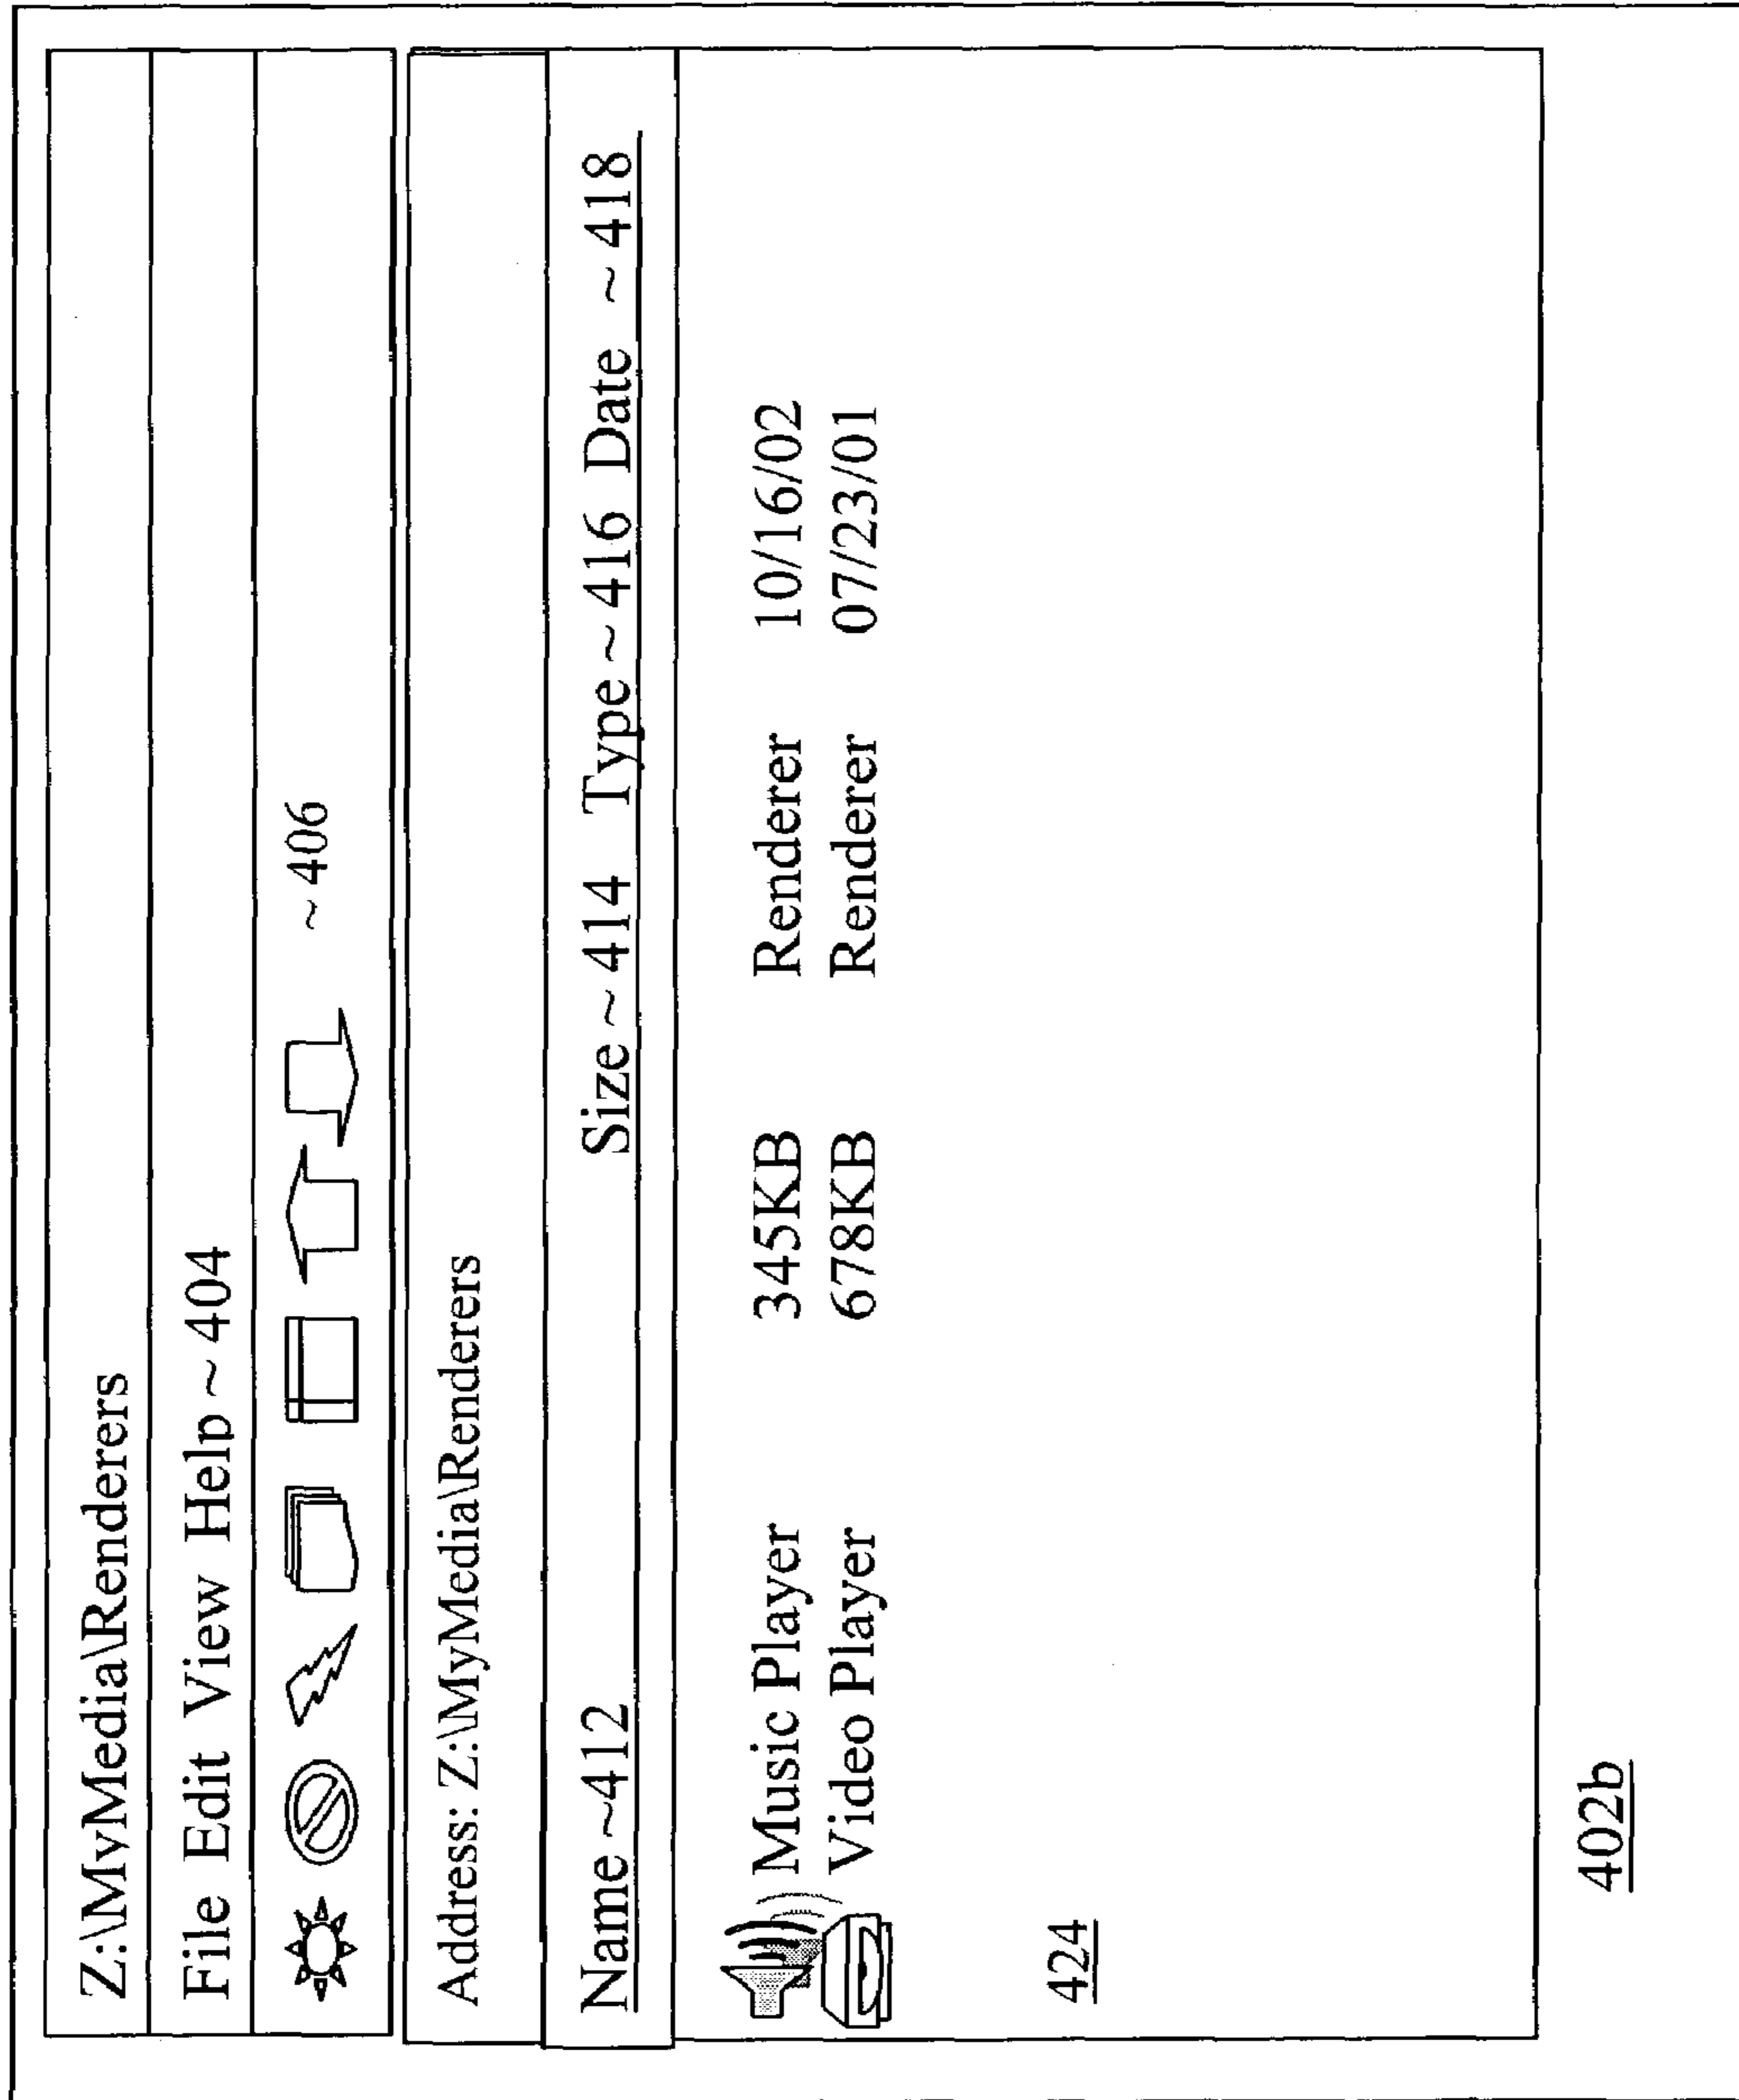 Z:\MyMedia\Renderers
File Edit View Help ~ 404
~ 406
Address: Z:\MyMedia\Renderers
Name ~412 Size ~ 414 Type ~ 416 Date ~ 418
Music Player 345KB Renderer 10/16/02
Video Player 678KB Renderer 07/23/01
424
402b